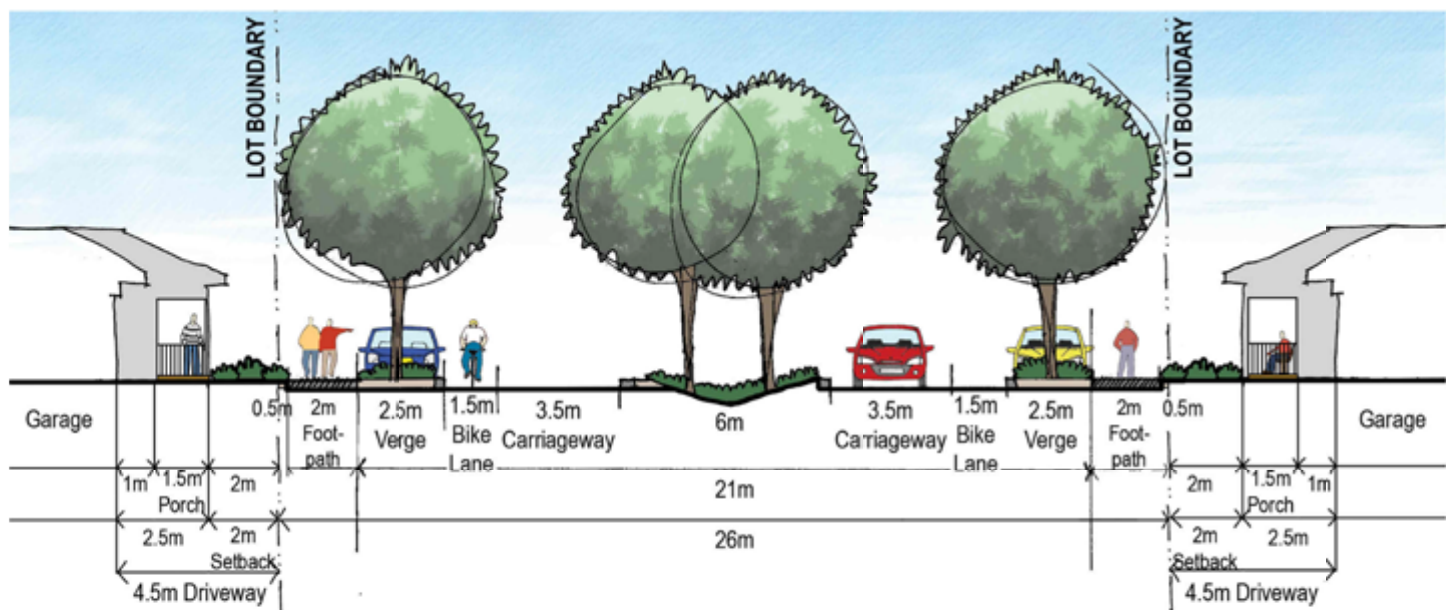 LOT BOUNDARY
LOT BOUNDARY
0.5m 2m 2.5m 1.5m 3.5m 6m 3.5m 1.5m 2.5m 2m 0.5m
Garage Foot- Verge Bike Carriageway Carriageway Bike Verge Foot- Garage
path Lane Lane path
1m 1.5m 2m 21m 2m 1.5m 1m
Porch Porch
2.5m 2m 26m 2m 2.5m
Setback Setback
4.5m Driveway 4.5m Driveway